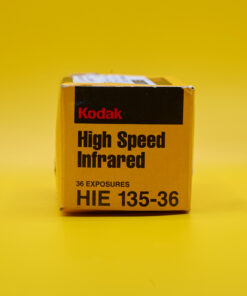 Kodak
High Speed
Infrared
36 EXPOSURES
HIE 135-36